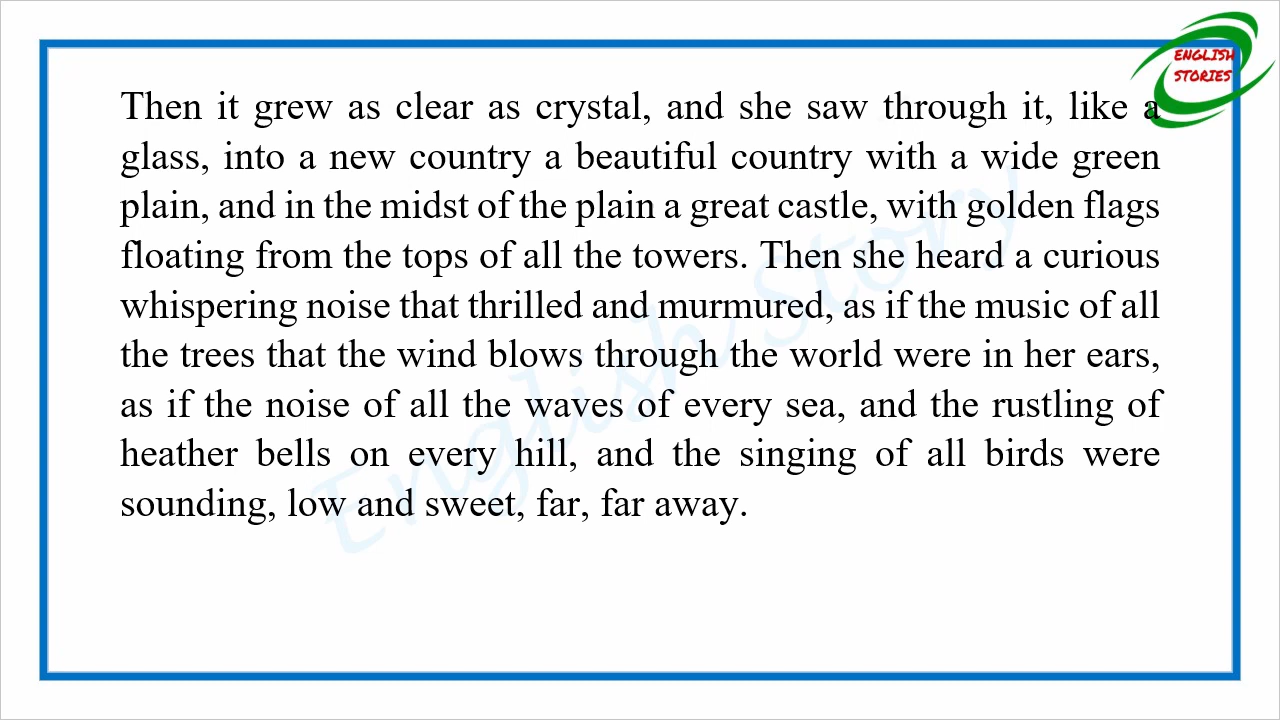 ENGLISH
STORIES
Then it grew as clear as crystal, and she saw through it, like a
glass, into a new country a beautiful country with a wide green
plain, and in the midst of the plain a great castle, with golden flags
floating from the tops of all the towers. Then she heard a curious
whispering noise that thrilled and murmured, as if the music of all
the trees that the wind blows through the world were in her ears,
as if the noise of all the waves of every sea, and the rustling of
heather bells on every hill, and the singing of all birds were
sounding, low and sweet, far, far away.
English Story